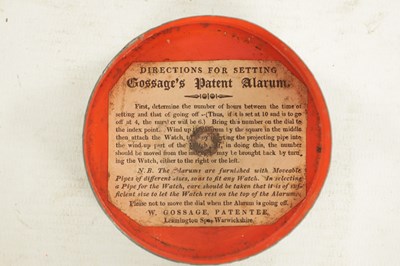 DIRECTIONS FOR SETTING
Gossage's Patent Alarum.
First, determine the number of hours between the time of
setting and that of going off—(Thus, if it is set at 10 and is to go
off at 4, the number will be 6.) Bring this number on the dial to
the index point. Wind up the by the square in the middle
then attach the Watch, the projecting pipe into
the wind-up part of the in doing this, the number
should be moved from the be brought back by turn-
ing the Watch, either to the right or the left.
N.B. The Alarums are furnished with Moveable
Pipes of different sizes, so as to fit any Watch. In selecting
a Pipe for the Watch, care should be taken that it is of suf-
ficient size to let the Watch rest on the top of the Alarum.
Please not to move the dial when the Alarum is going off.
W. GOSSAGE, PATENTEE,
Leamington Spa, Warwickshire.